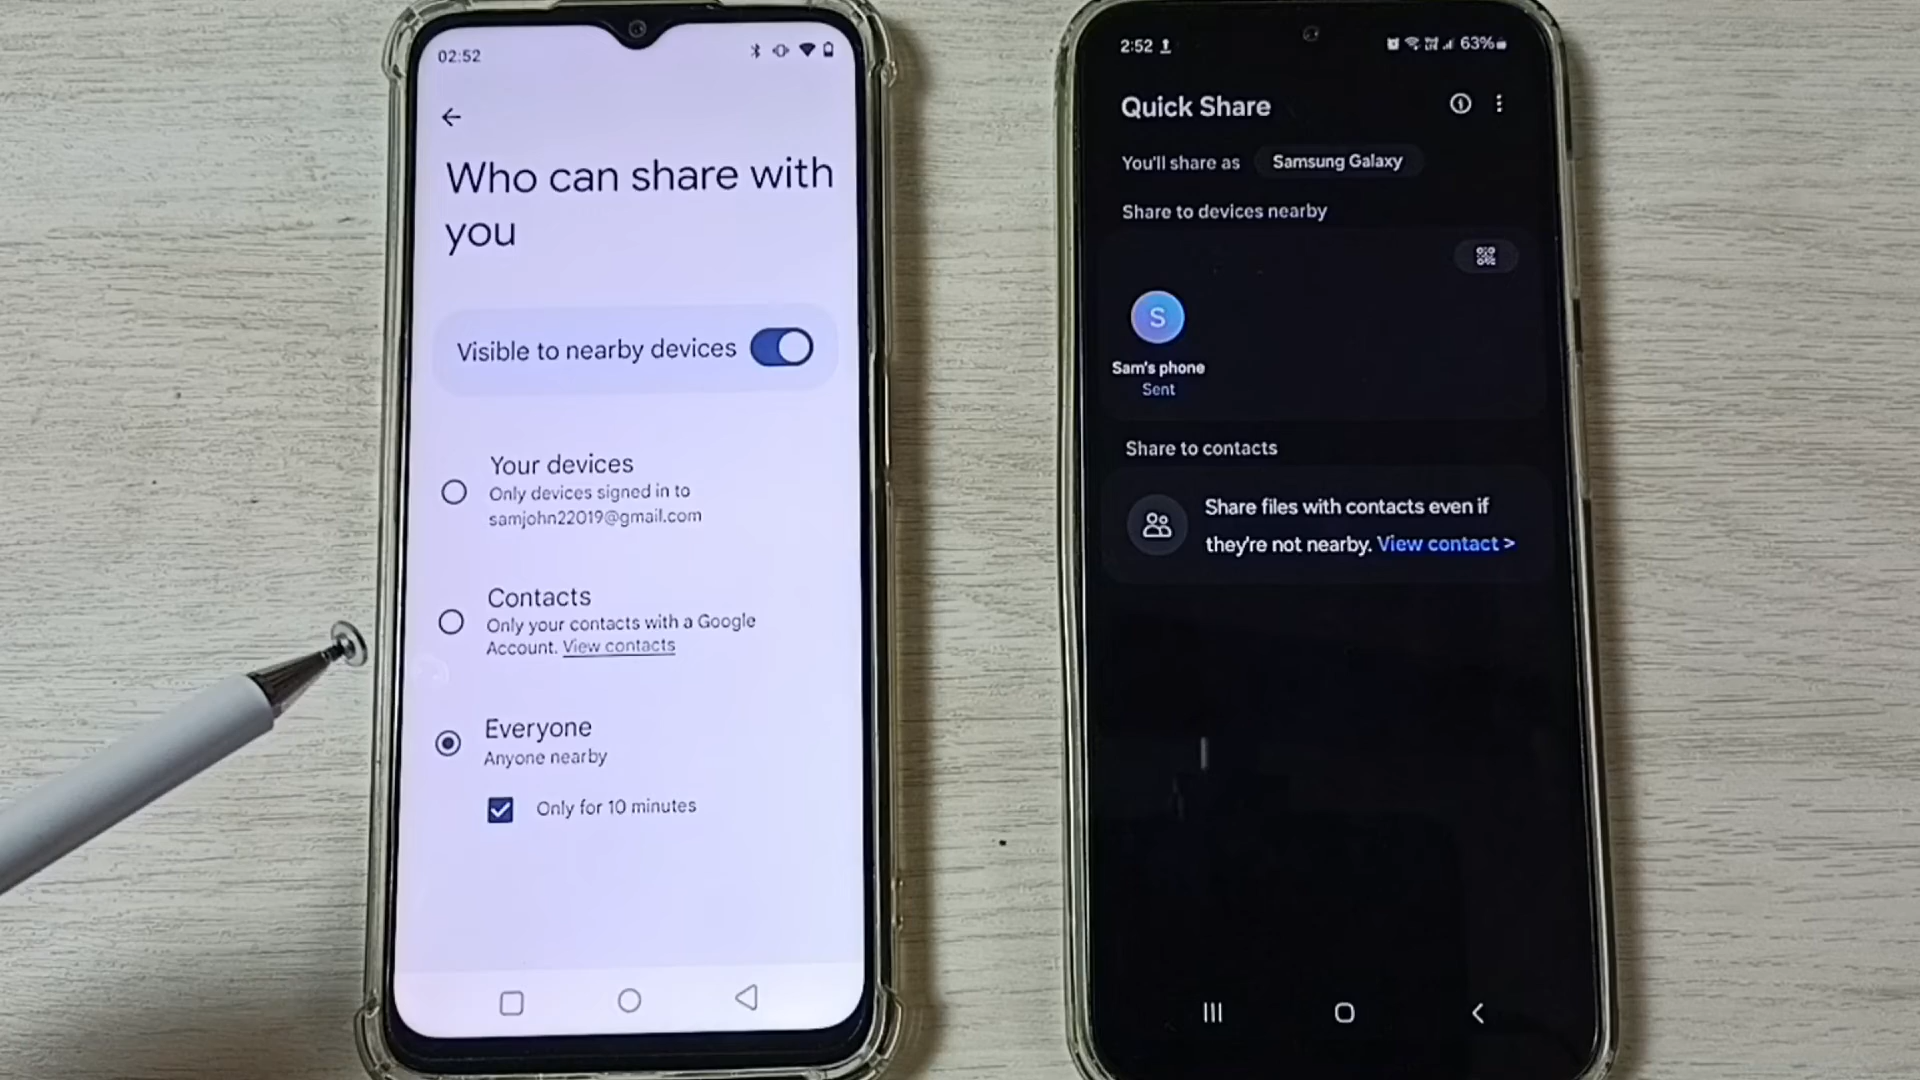 02:52
Who can share with
you
Visible to nearby devices
Your devices
Only devices signed in to
samjohn22019@gmail.com
Contacts
Only your contacts with a Google
Account. View contacts
Everyone
Anyone nearby
Only for 10 minutes
2:52
63%
Quick Share
You'll share as Samsung Galaxy
Share to devices nearby
S
Sam's phone
Sent
Share to contacts
Share files with contacts even if
they're not nearby. View contact >